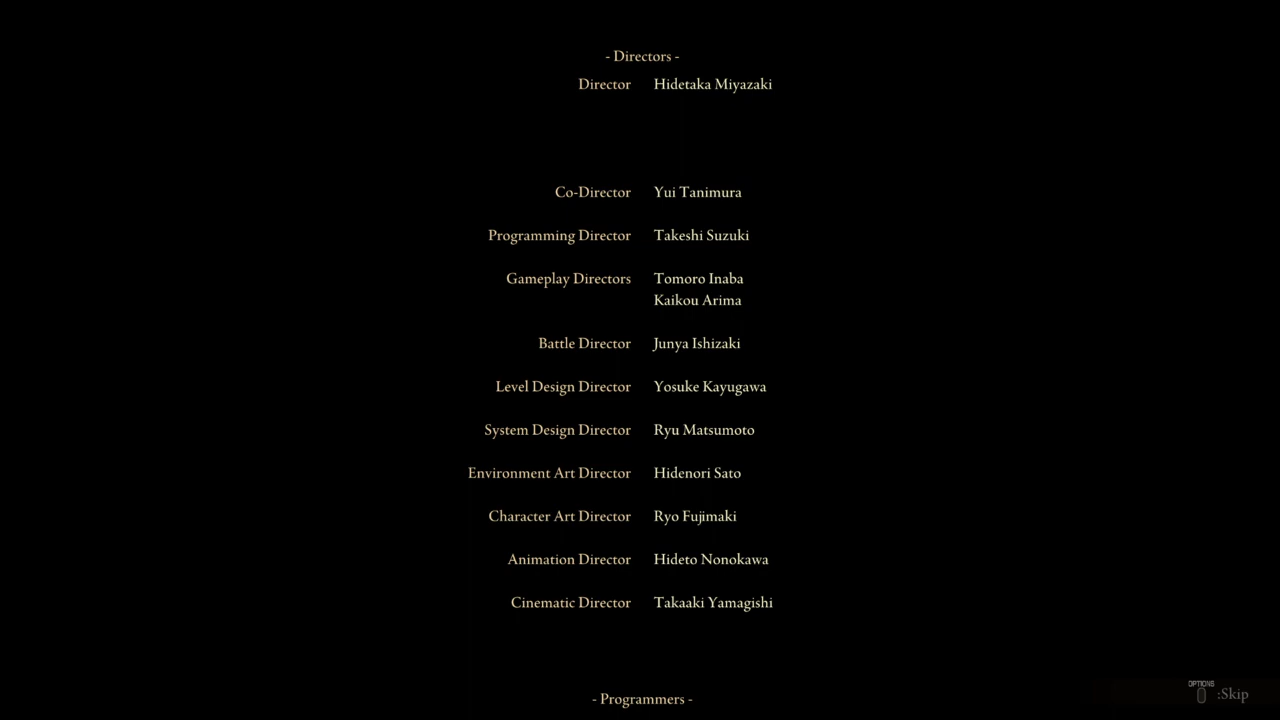 - Directors -
Director Hidetaka Miyazaki
Co-Director Yui Tanimura
Programming Director Takeshi Suzuki
Gameplay Directors Tomoro Inaba
Kaikou Arima
Battle Director Junya Ishizaki
Level Design Director Yosuke Kayugawa
System Design Director Ryu Matsumoto
Environment Art Director Hidenori Sato
Character Art Director Ryo Fujimaki
Animation Director Hideto Nonokawa
Cinematic Director Takaaki Yamagishi
- Programmers -
OPTIONS
:Skip